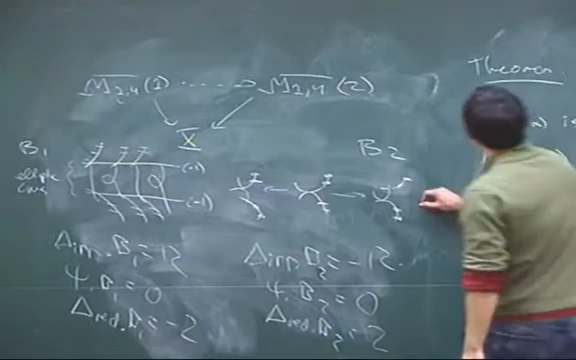 M̅₂,₄(1) ⇢ M̅₂,₄(2)
X
Theorem
B₁
B₂
elliptic
(-1)
(-1)
Δirr.B₁=12
Δirr.B₂=-12.
ψ.B₁=0
ψ.B₂=0
Δred.B₁=-2
Δred.B₂=2